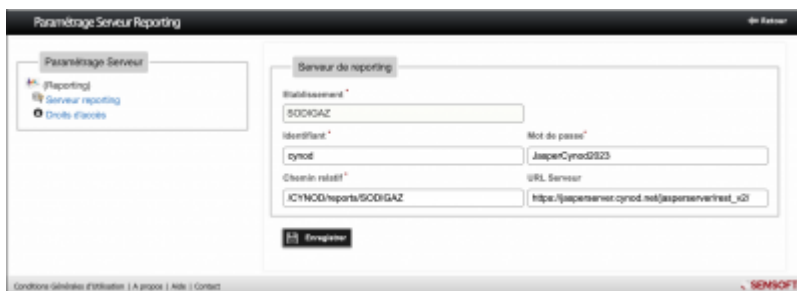 Paramétrage Serveur Reporting
Retour
Paramétrage Serveur
(Reporting)
Serveur reporting
Droits d'accès
Serveur de reporting
Etablissement *
SODIGAZ
Identifiant * Mot de passe *
cynod JasperCynod2023
Chemin relatif * URL Serveur
/CYNOD/reports/SODIGAZ https://jasperserver.cynod.net/jasperserver/rest_v2/
Enregistrer
Conditions Générales d'Utilisation | A propos | Aide | Contact
SEMSOFT